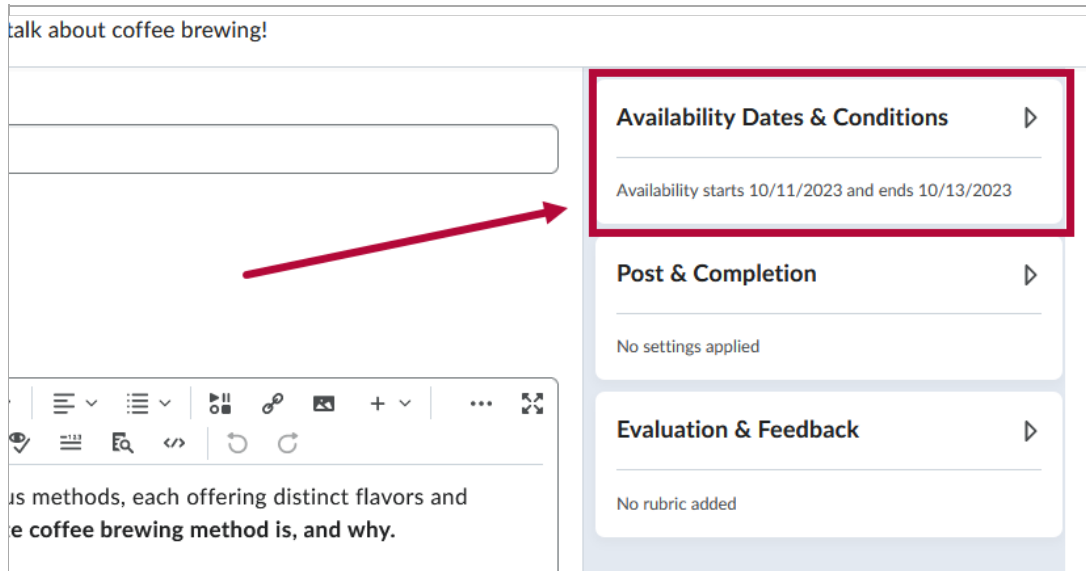 talk about coffee brewing!
Availability Dates & Conditions
Availability starts 10/11/2023 and ends 10/13/2023
Post & Completion
No settings applied
Evaluation & Feedback
No rubric added
methods, each offering distinct flavors and
coffee brewing method is, and why.